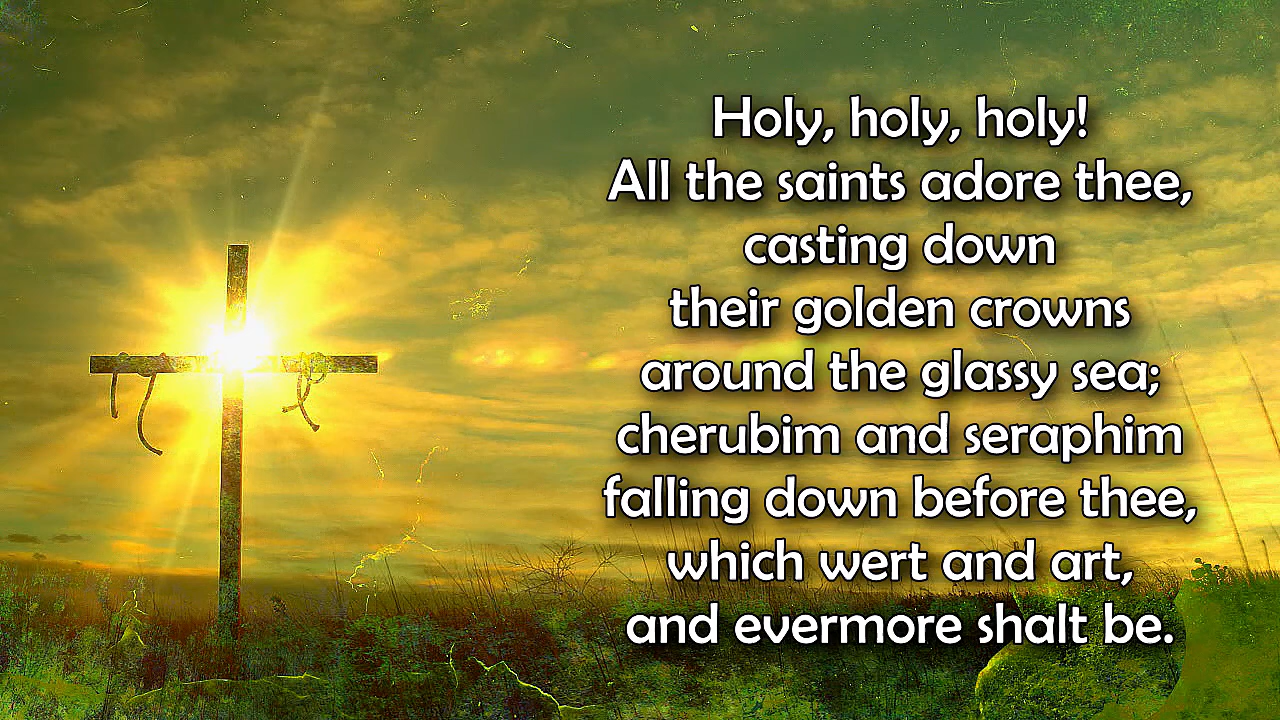 Holy, holy, holy!
All the saints adore thee,
casting down
their golden crowns
around the glassy sea;
cherubim and seraphim
falling down before thee,
which wert and art,
and evermore shalt be.